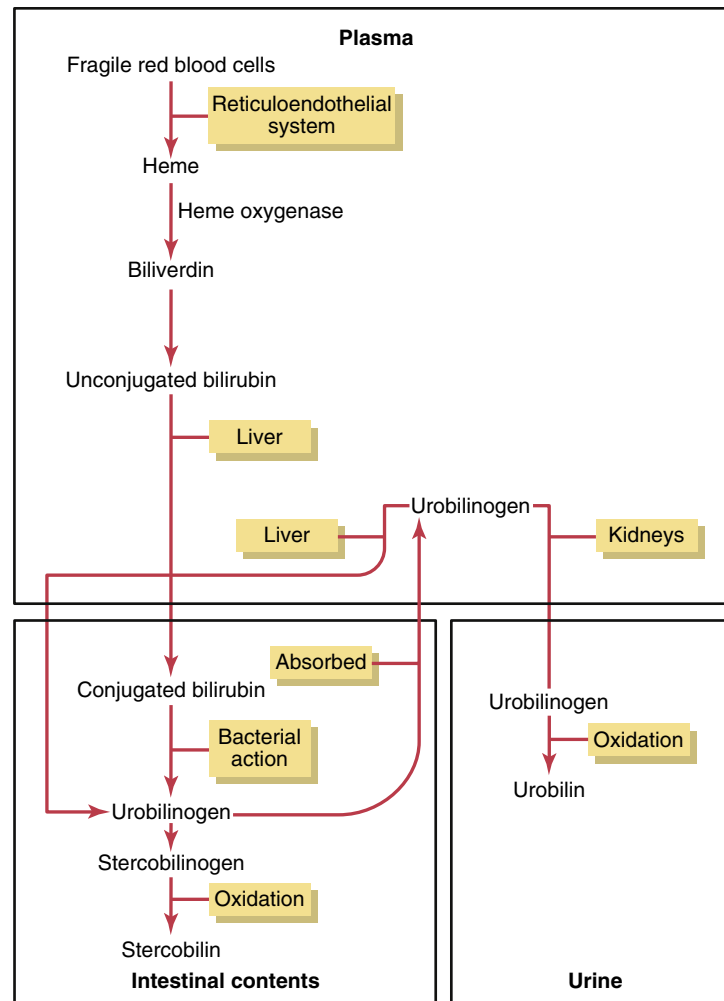 Plasma
Fragile red blood cells
Reticuloendothelial
system
Heme
Heme oxygenase
Biliverdin
Unconjugated bilirubin
Liver
Urobilinogen
Liver
Kidneys
Absorbed
Conjugated bilirubin
Bacterial
action
Urobilinogen
Stercobilinogen
Oxidation
Stercobilin
Intestinal contents
Urobilinogen
Oxidation
Urobilin
Urine